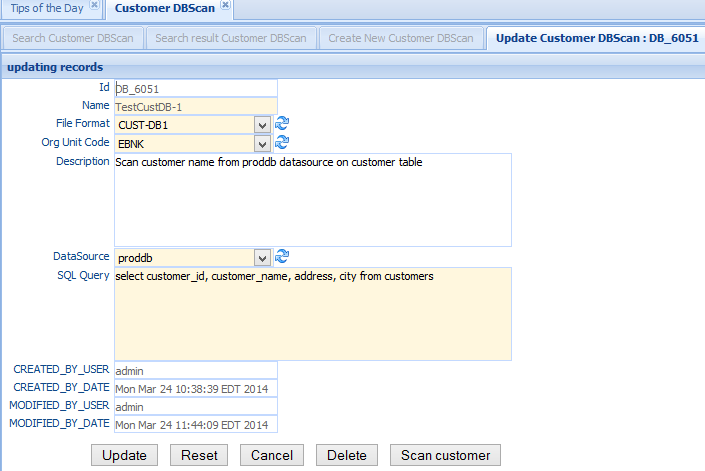 Tips of the Day Customer DBScan
Search Customer DBScan Search result Customer DBScan Create New Customer DBScan Update Customer DBScan : DB_6051
updating records
Id DB_6051
Name TestCustDB-1
File Format CUST-DB1
Org Unit Code EBNK
Description Scan customer name from proddb datasource on customer table
DataSource proddb
SQL Query select customer_id, customer_name, address, city from customers
CREATED_BY_USER admin
CREATED_BY_DATE Mon Mar 24 10:38:39 EDT 2014
MODIFIED_BY_USER admin
MODIFIED_BY_DATE Mon Mar 24 11:44:09 EDT 2014
Update Reset Cancel Delete Scan customer